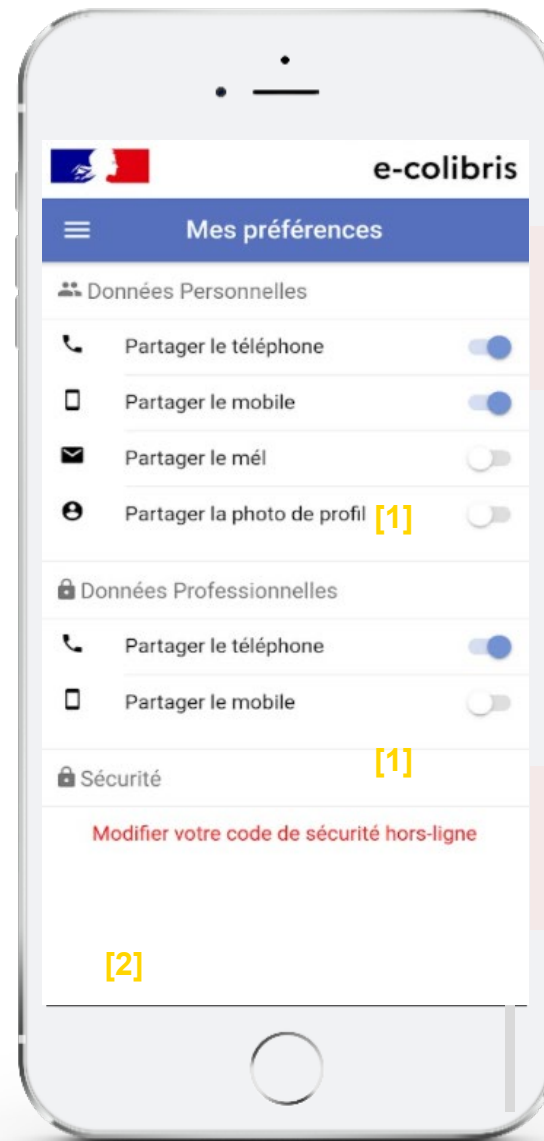 e-colibris
Mes préférences
Données Personnelles
Partager le téléphone
Partager le mobile
Partager le mél
Partager la photo de profil [1]
Données Professionnelles
Partager le téléphone
Partager le mobile
[1]
Sécurité
Modifier votre code de sécurité hors-ligne
[2]